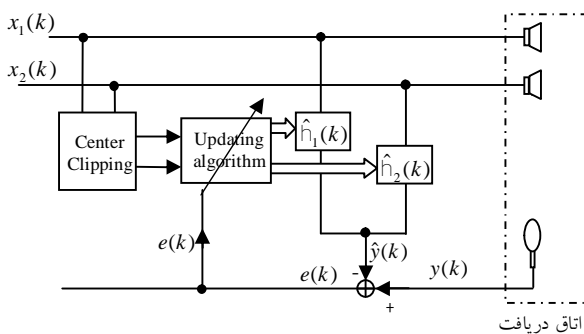 x₁(k)
x₂(k)
Center
Clipping
Updating
algorithm
ĥ₁(k)
ĥ₂(k)
e(k)
ŷ(k)
e(k)
-
y(k)
+
اتاق دریافت